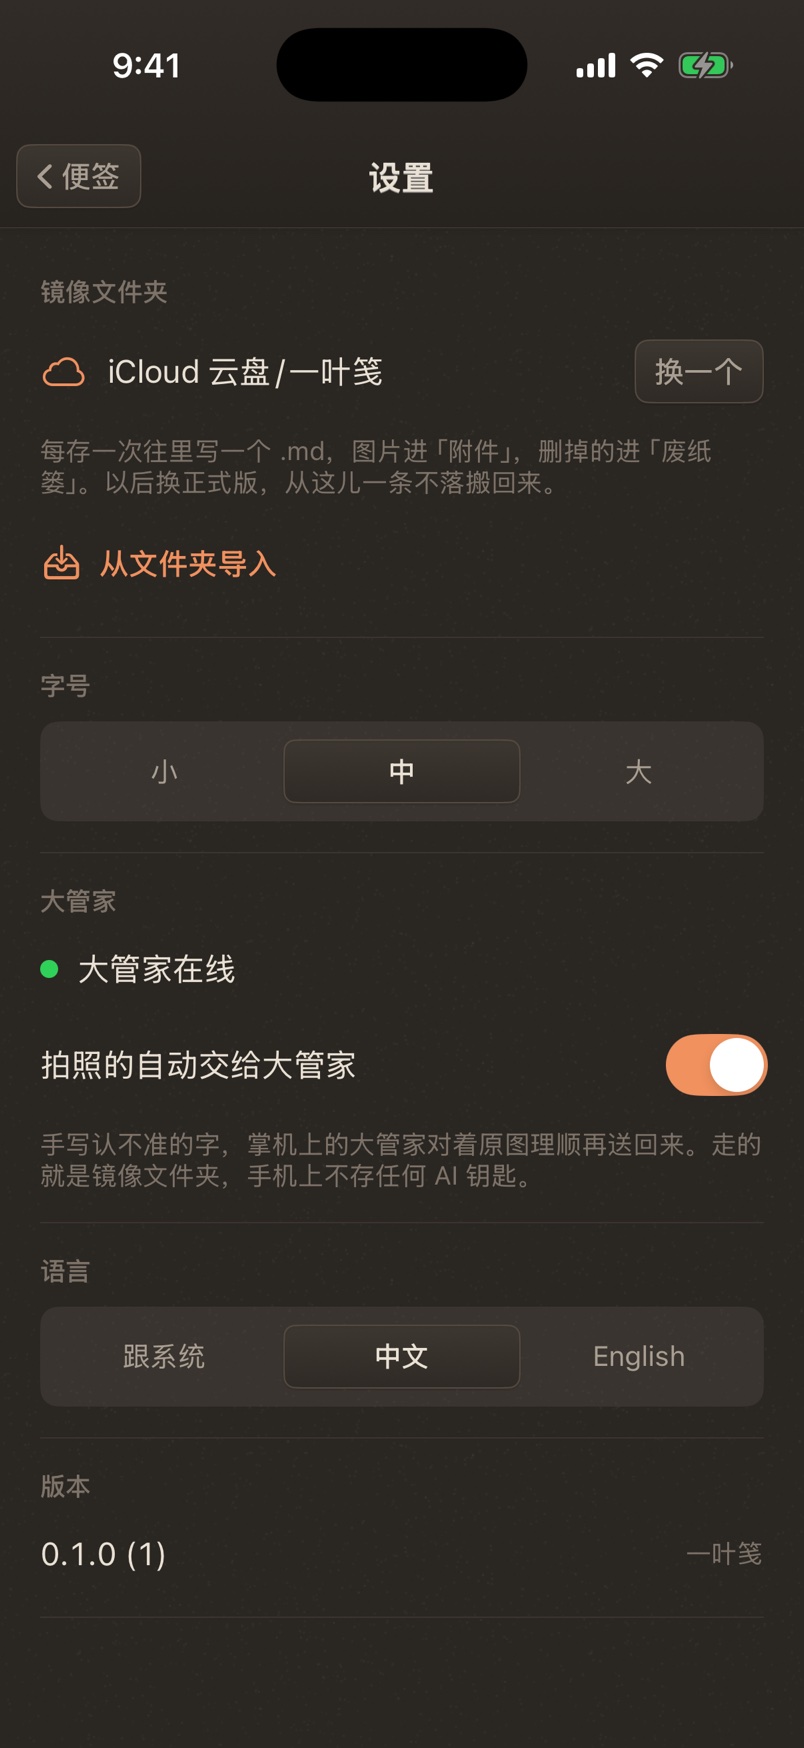 9:41
便签
设置
镜像文件夹
iCloud 云盘/一叶笺
换一个
每存一次往里写一个 .md，图片进「附件」，删掉的进「废纸
篓」。以后换正式版，从这儿一条不落搬回来。
从文件夹导入
字号
小
中
大
大管家
大管家在线
拍照的自动交给大管家
手写认不准的字，掌机上的大管家对着原图理顺再送回来。走的
就是镜像文件夹，手机上不存任何 AI 钥匙。
语言
跟系统
中文
English
版本
0.1.0 (1)
一叶笺